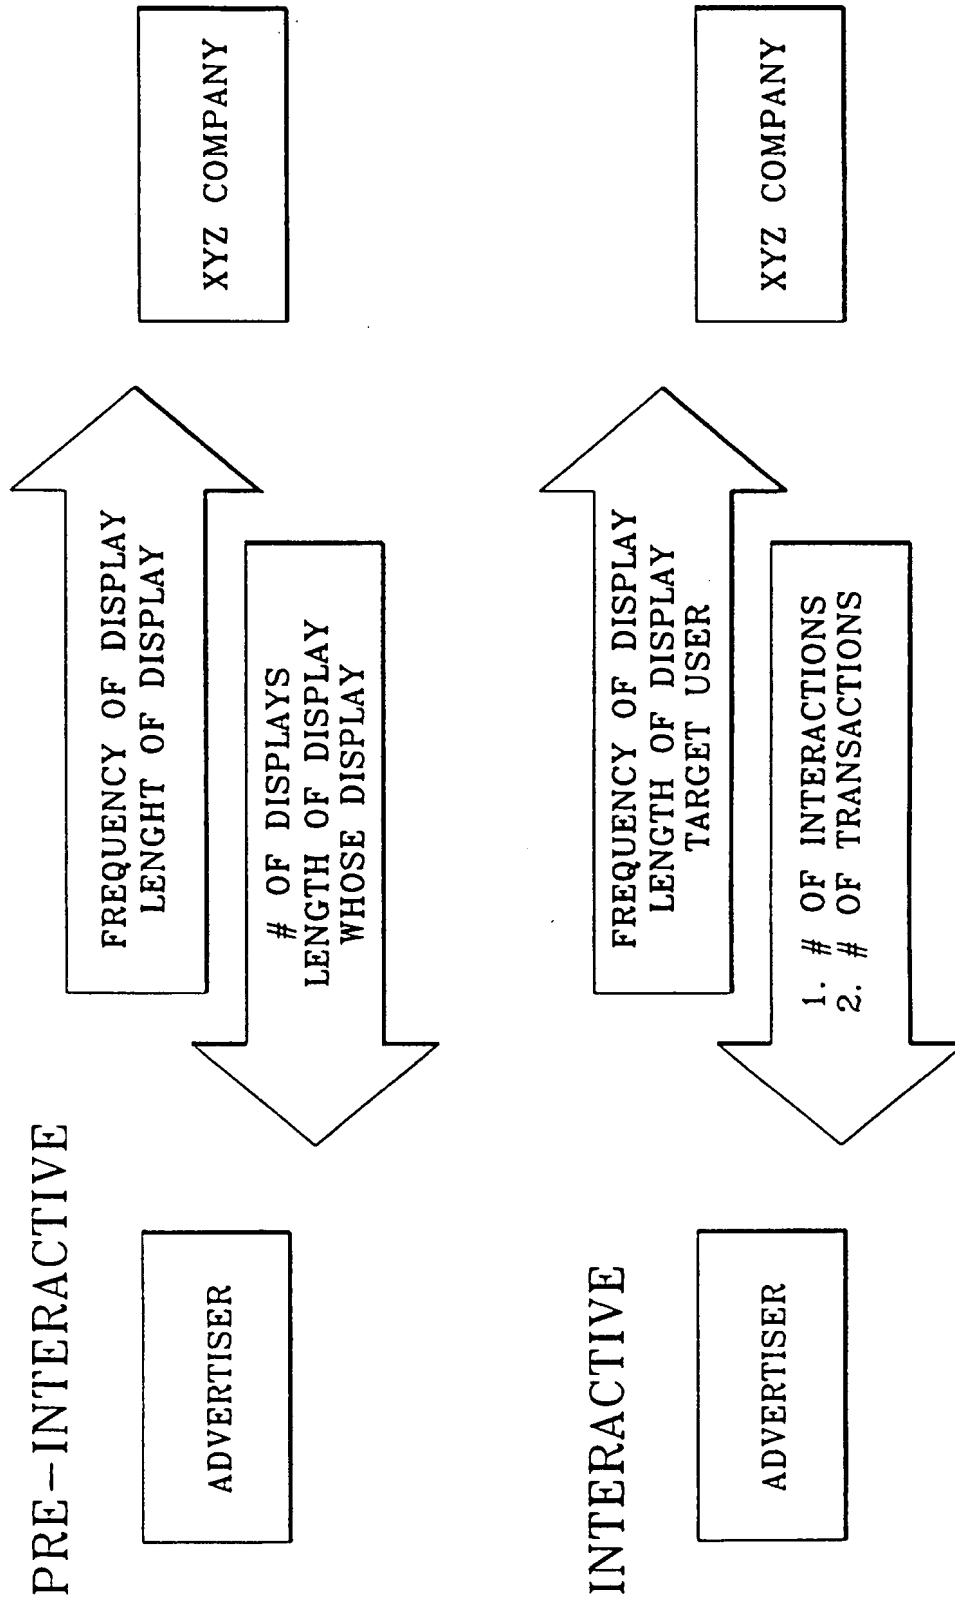 PRE-INTERACTIVE
ADVERTISER
FREQUENCY OF DISPLAY
LENGHT OF DISPLAY
# OF DISPLAYS
LENGTH OF DISPLAY
WHOSE DISPLAY
XYZ COMPANY
INTERACTIVE
ADVERTISER
FREQUENCY OF DISPLAY
LENGTH OF DISPLAY
TARGET USER
1. # OF INTERACTIONS
2. # OF TRANSACTIONS
XYZ COMPANY